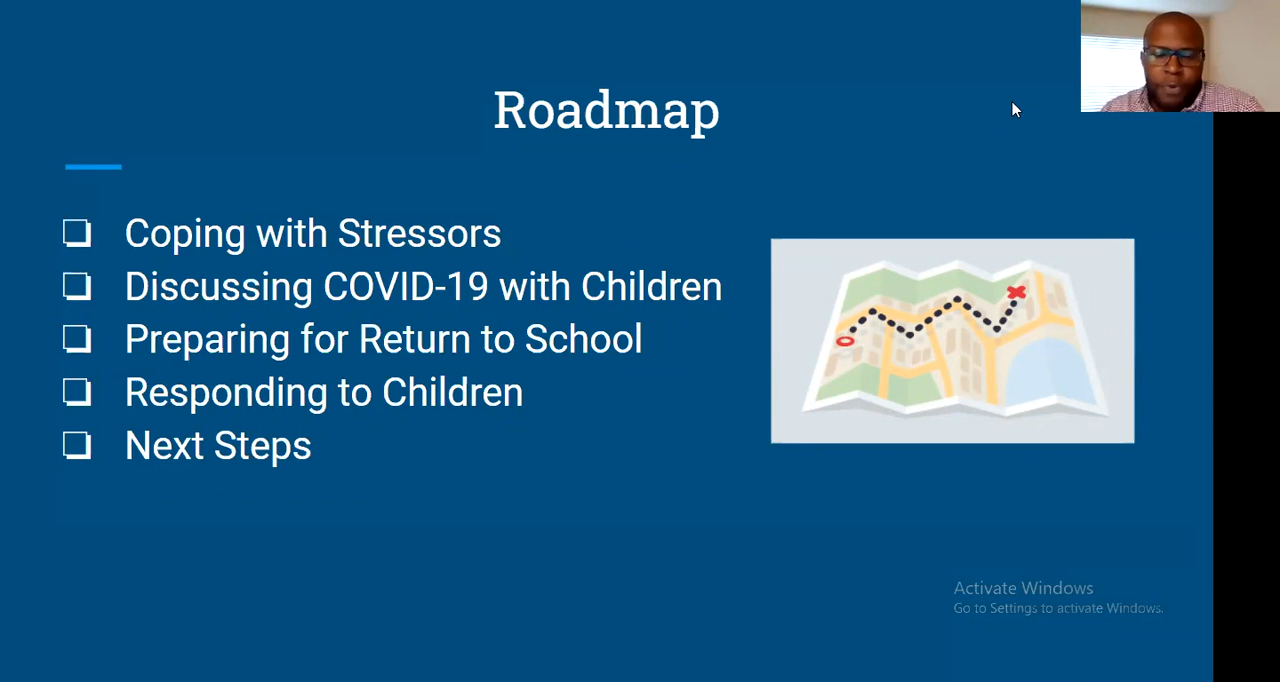 Roadmap
Coping with Stressors
Discussing COVID-19 with Children
Preparing for Return to School
Responding to Children
Next Steps
Activate Windows
Go to Settings to activate Windows.